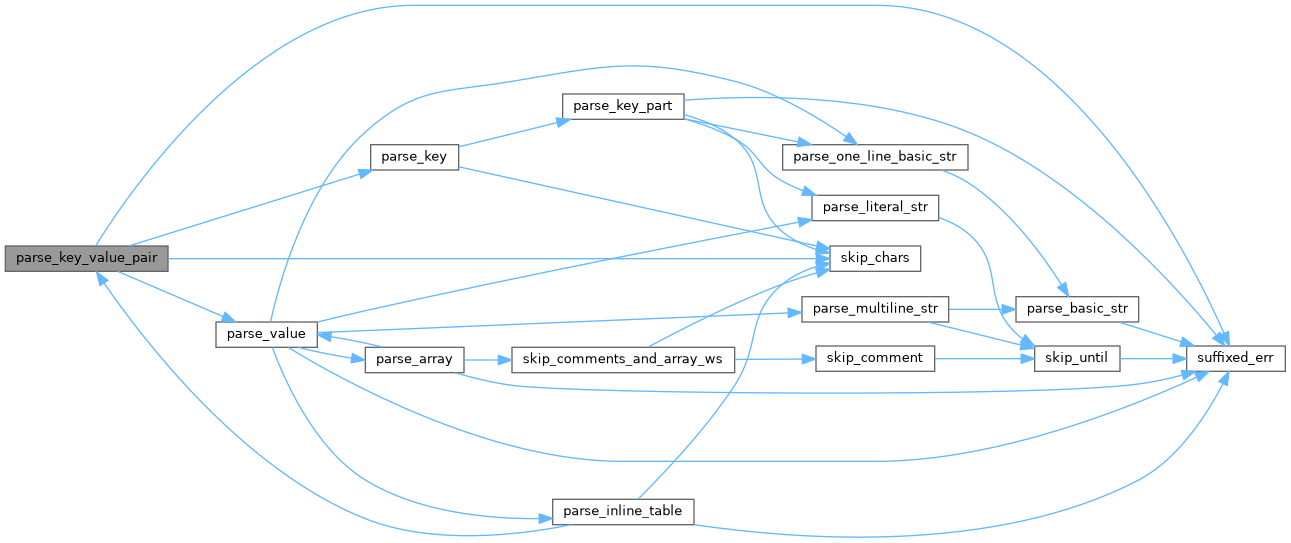 parse_key_part
parse_key
parse_one_line_basic_str
parse_literal_str
parse_key_value_pair
skip_chars
parse_multiline_str
parse_basic_str
parse_value
parse_array
skip_comments_and_array_ws
skip_comment
skip_until
suffixed_err
parse_inline_table